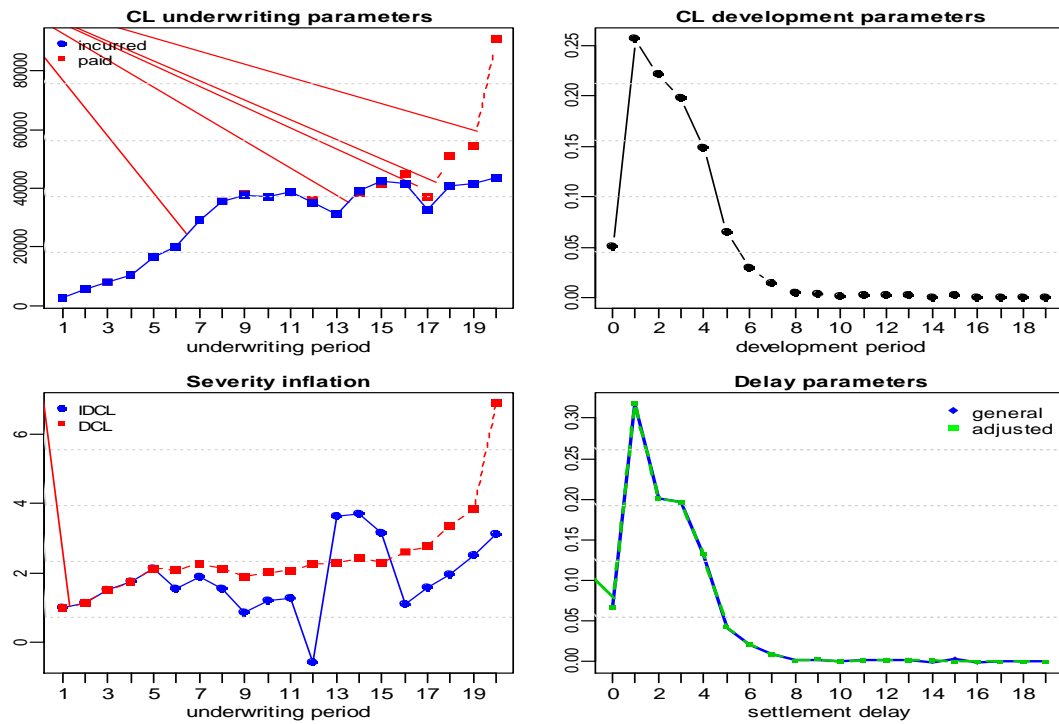 CL underwriting parameters
incurred
paid
0
20000
40000
60000
80000
1 3 5 7 9 11 13 15 17 19
underwriting period
CL development parameters
0.00
0.05
0.10
0.15
0.20
0.25
0 2 4 6 8 10 12 14 16 18
development period
Severity inflation
IDCL
DCL
0
2
4
6
1 3 5 7 9 11 13 15 17 19
underwriting period
Delay parameters
general
adjusted
0.00
0.05
0.10
0.15
0.20
0.25
0.30
0 2 4 6 8 10 12 14 16 18
settlement delay